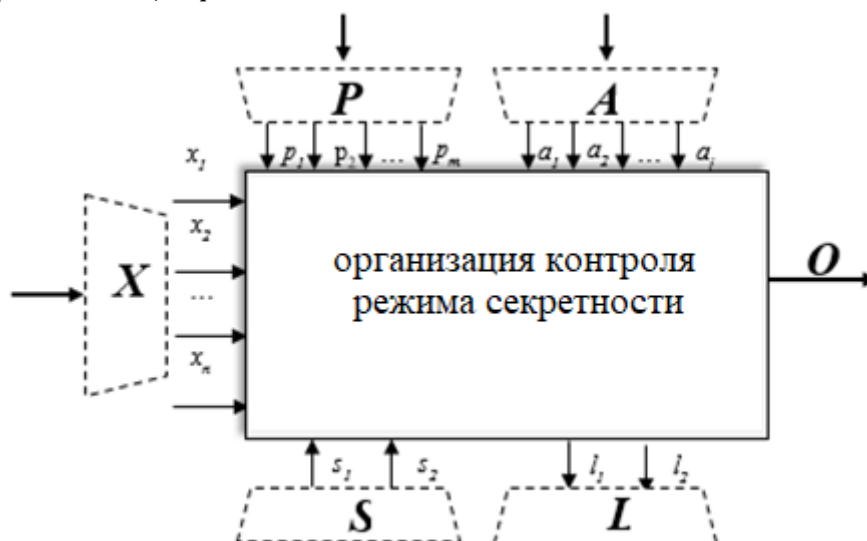 P
A
p₁ p₂ ... pₘ
a₁ a₂ ... aᵢ
x₁
x₂
...
xₙ
X
организация контроля
режима секретности
O
s₁ s₂
l₁ l₂
S
L